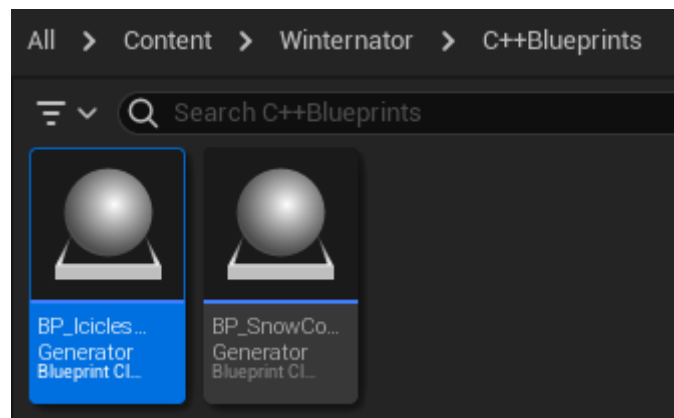 All > Content > Winternator > C++Blueprints
Search C++Blueprints
BP_Icicles...
Generator
Blueprint Cl...
BP_SnowCo...
Generator
Blueprint Cl...